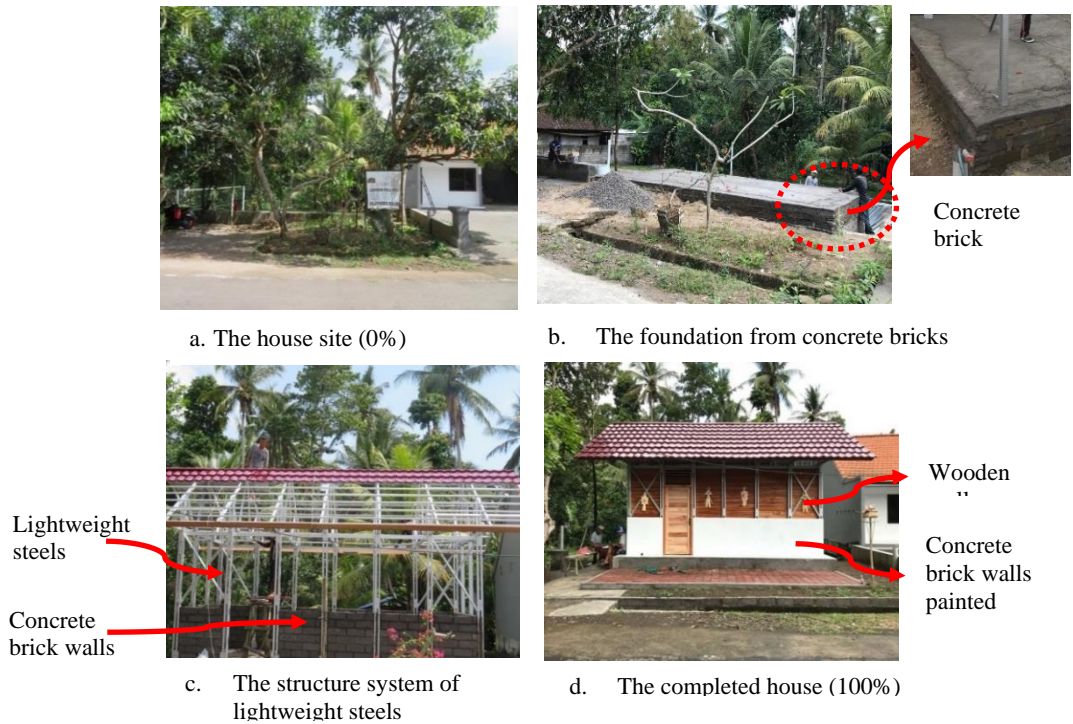 Concrete
brick
a. The house site (0%)
b. The foundation from concrete bricks
Lightweight
steels
Concrete
brick walls
Wooden
Concrete
brick walls
painted
c. The structure system of
lightweight steels
d. The completed house (100%)